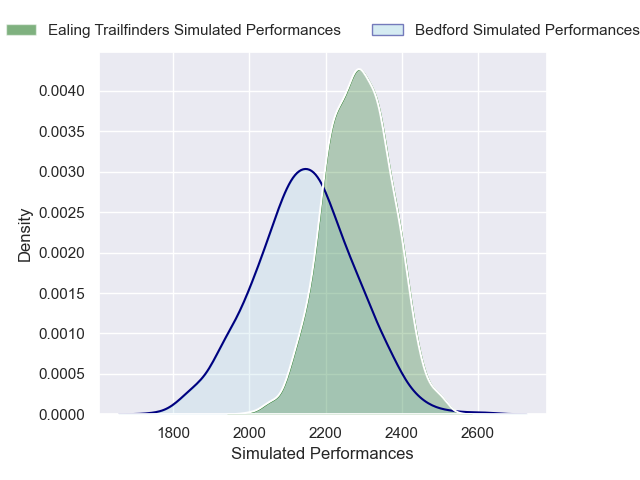 Ealing Trailfinders Simulated Performances
Bedford Simulated Performances
0.0040
0.0035
0.0030
0.0025
0.0020
0.0015
0.0010
0.0005
0.0000
Density
1800 2000 2200 2400 2600
Simulated Performances